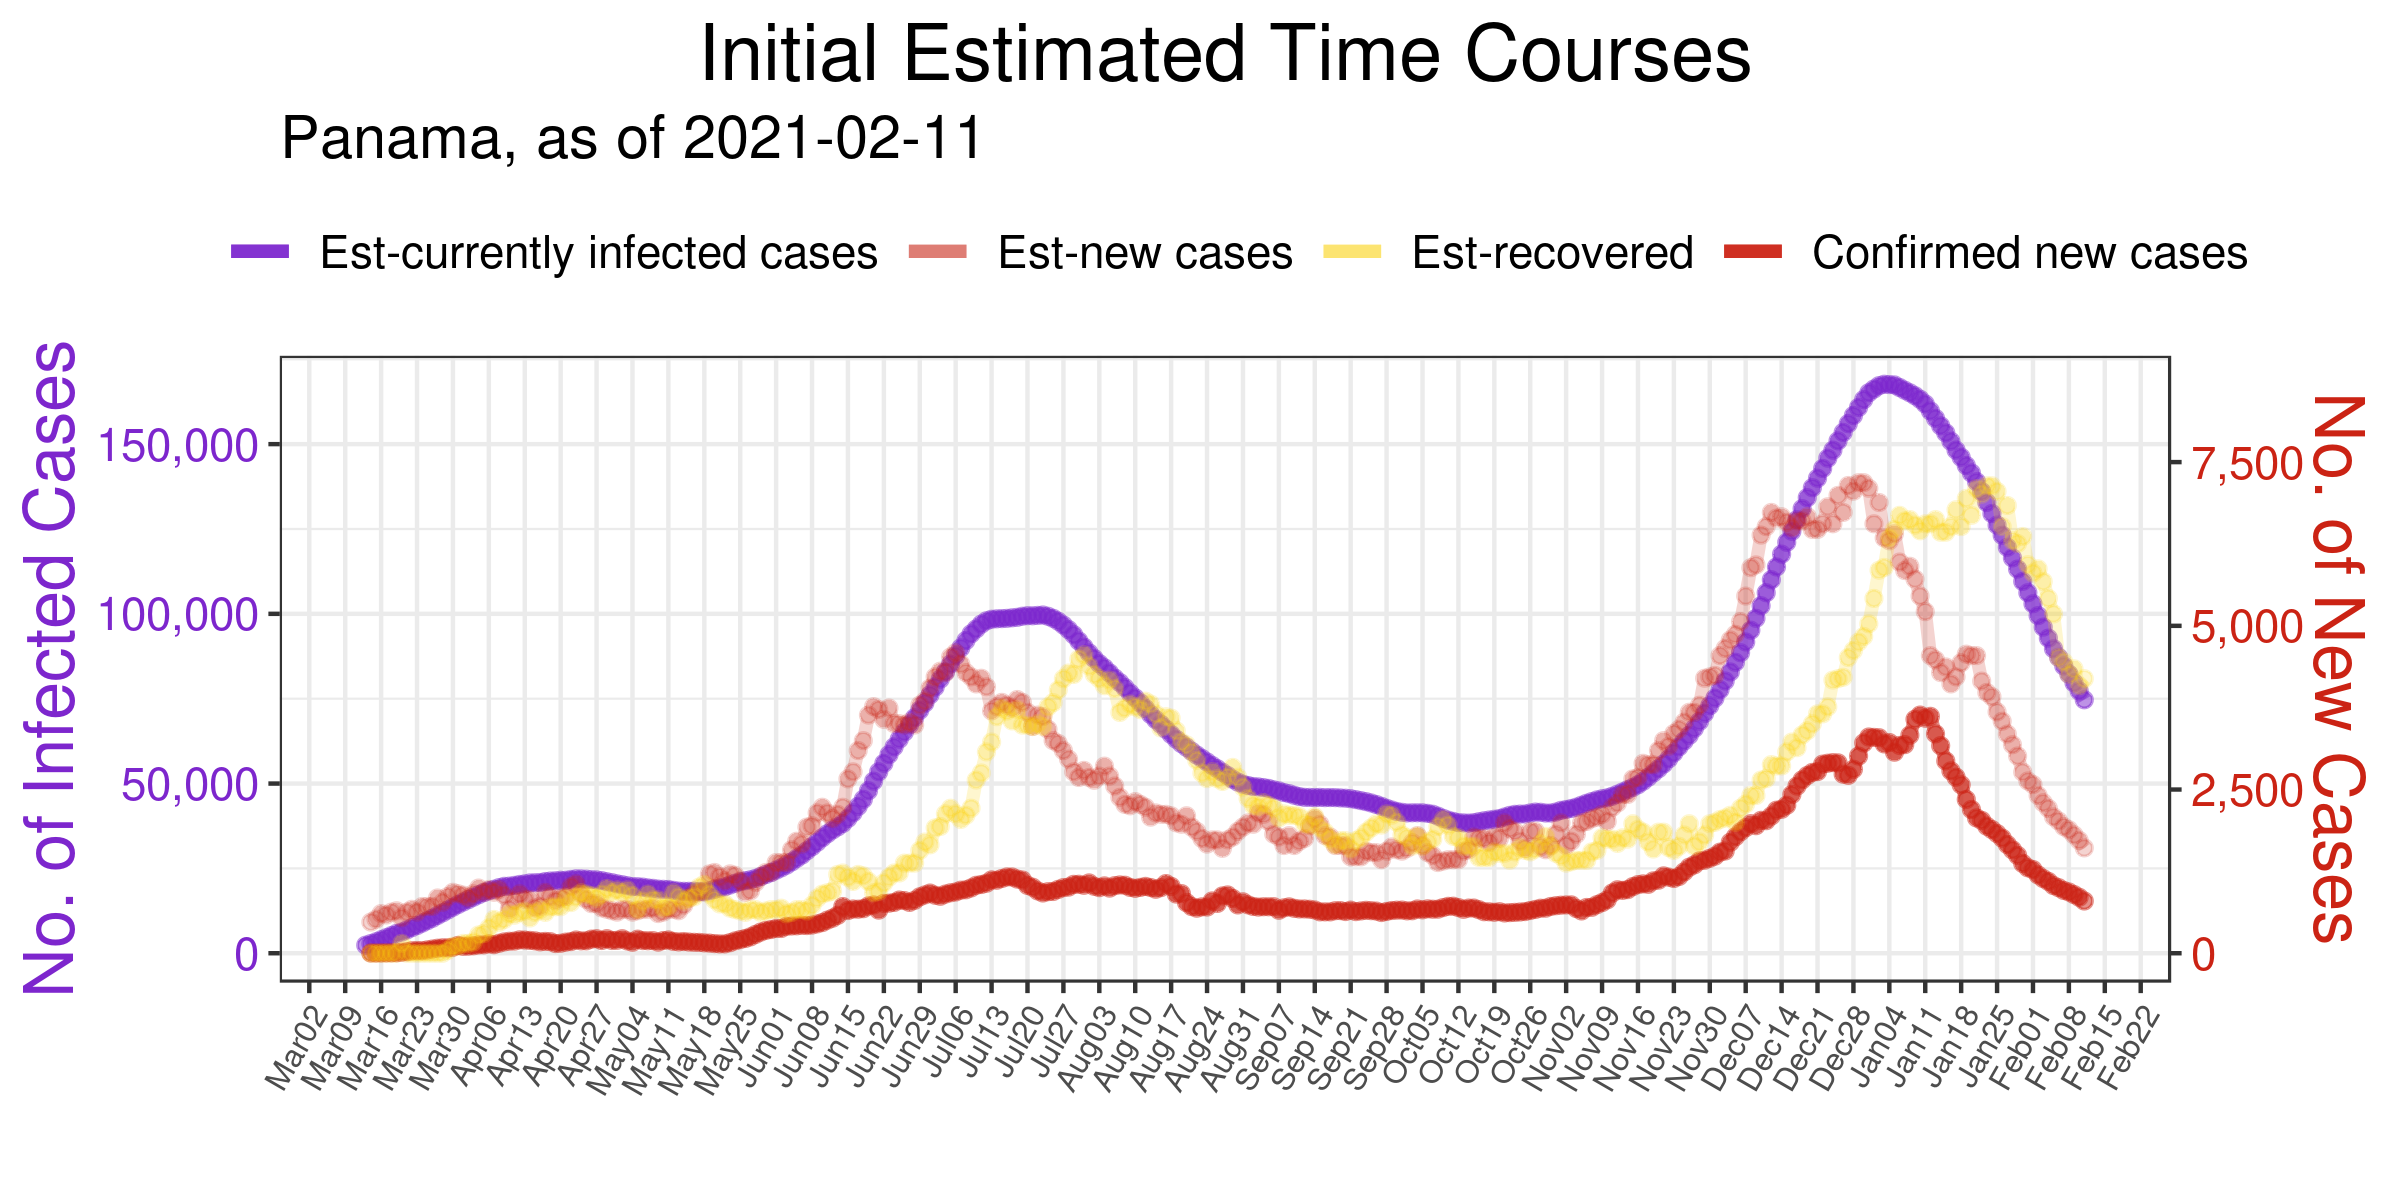 Initial Estimated Time Courses
Panama, as of 2021-02-11
Est-currently infected cases Est-new cases Est-recovered Confirmed new cases
No. of Infected Cases
150,000
100,000
50,000
0
7,500
5,000
2,500
0
No. of New Cases
Mar02 Mar09 Mar16 Mar23 Mar30 Apr06 Apr13 Apr20 Apr27 May04 May11 May18 May25 Jun01 Jun08 Jun15 Jun22 Jun29 Jul06 Jul13 Jul20 Jul27 Aug03 Aug10 Aug17 Aug24 Aug31 Sep07 Sep14 Sep21 Sep28 Oct05 Oct12 Oct19 Oct26 Nov02 Nov09 Nov16 Nov23 Nov30 Dec07 Dec14 Dec21 Dec28 Jan04 Jan11 Jan18 Jan25 Feb01 Feb08 Feb15 Feb22